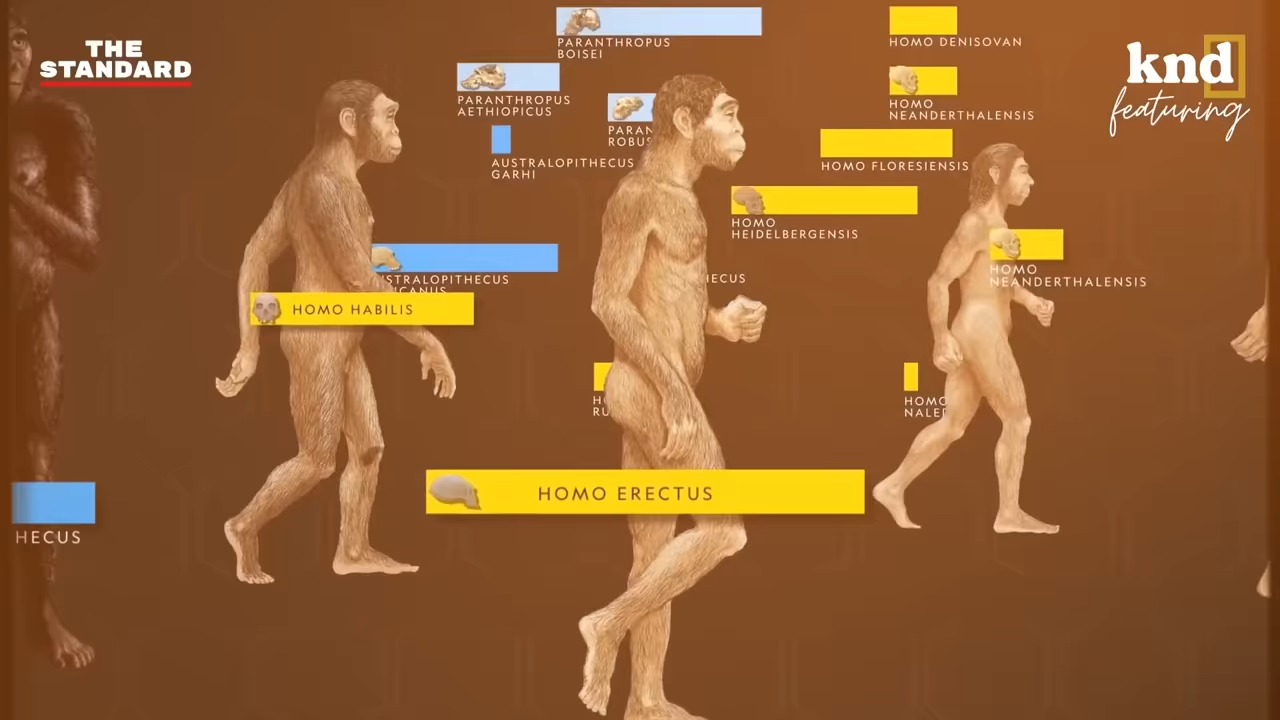 THE
STANDARD
knd
featuring
PARANTHROPUS
BOISEI
HOMO DENISOVAN
PARANTHROPUS
AETHIOPICUS
HOMO
NEANDERTHALENSIS
AUSTRALOPITHECUS
GARHI
HOMO FLORESIENSIS
HOMO
HEIDELBERGENSIS
HOMO
NEANDERTHALENSIS
HOMO HABILIS
HOMO
HOMO ERECTUS
HECUS